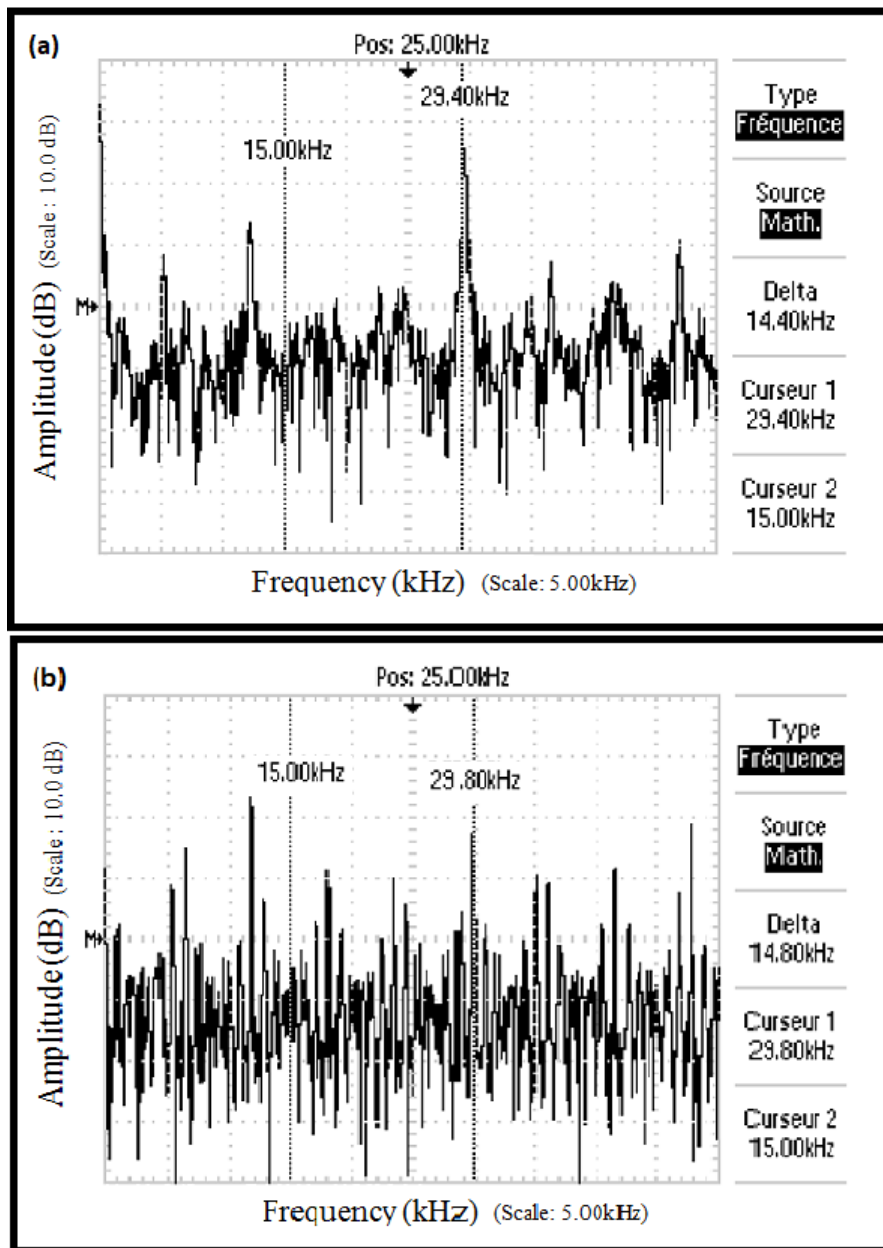 (a)
Pos: 25.00kHz
29.40kHz
15.00kHz
Amplitude (dB) (Scale : 10.0 dB)
M
Frequency (kHz) (Scale: 5.00kHz)
Type
Fréquence
Source
Math.
Delta
14.40kHz
Curseur 1
29.40kHz
Curseur 2
15.00kHz
(b)
Pos: 25.00kHz
15.00kHz
29.80kHz
Amplitude (dB) (Scale : 10.0 dB)
M
Frequency (kHz) (Scale: 5.00kHz)
Type
Fréquence
Source
Math.
Delta
14.80kHz
Curseur 1
29.80kHz
Curseur 2
15.00kHz